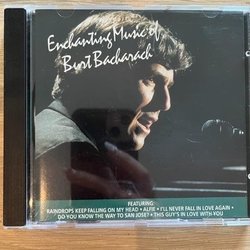 Enchanting Music of
Burt Bacharach
FEATURING:
RAINDROPS KEEP FALLING ON MY HEAD • ALFIE • I'LL NEVER FALL IN LOVE AGAIN •
DO YOU KNOW THE WAY TO SAN JOSE? • THIS GUY'S IN LOVE WITH YOU